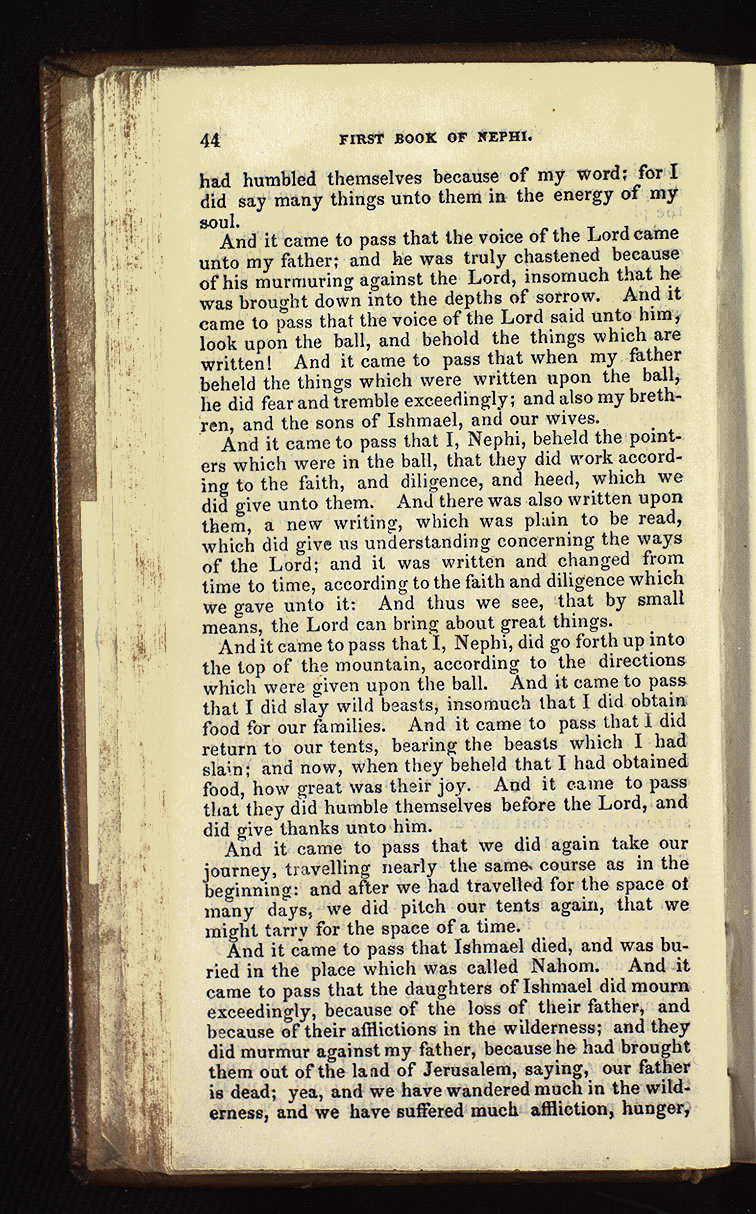 44 FIRST BOOK OF NEPHI.
had humbled themselves because of my word; for I
did say many things unto them in the energy of my
soul.
And it came to pass that the voice of the Lord came
unto my father; and he was truly chastened because
of his murmuring against the Lord, insomuch that he
was brought down into the depths of sorrow. And it
came to pass that the voice of the Lord said unto him,
look upon the ball, and behold the things which are
written! And it came to pass that when my father
beheld the things which were written upon the ball,
he did fear and tremble exceedingly; and also my breth-
ren, and the sons of Ishmael, and our wives.
And it came to pass that I, Nephi, beheld the point-
ers which were in the ball, that they did work accord-
ing to the faith, and diligence, and heed, which we
did give unto them. And there was also written upon
them, a new writing, which was plain to be read,
which did give us understanding concerning the ways
of the Lord; and it was written and changed from
time to time, according to the faith and diligence which
we gave unto it: And thus we see, that by small
means, the Lord can bring about great things.
And it came to pass that I, Nephi, did go forth up into
the top of the mountain, according to the directions
which were given upon the ball. And it came to pass
that I did slay wild beasts, insomuch that I did obtain
food for our families. And it came to pass that I did
return to our tents, bearing the beasts which I had
slain; and now, when they beheld that I had obtained
food, how great was their joy. And it came to pass
that they did humble themselves before the Lord, and
did give thanks unto him.
And it came to pass that we did again take our
journey, travelling nearly the same course as in the
beginning: and after we had travelled for the space of
many days, we did pitch our tents again, that we
might tarry for the space of a time.
And it came to pass that Ishmael died, and was bu-
ried in the place which was called Nahom. And it
came to pass that the daughters of Ishmael did mourn
exceedingly, because of the loss of their father, and
because of their afflictions in the wilderness; and they
did murmur against my father, because he had brought
them out of the land of Jerusalem, saying, our father
is dead; yea, and we have wandered much in the wild-
erness, and we have suffered much affliction, hunger,